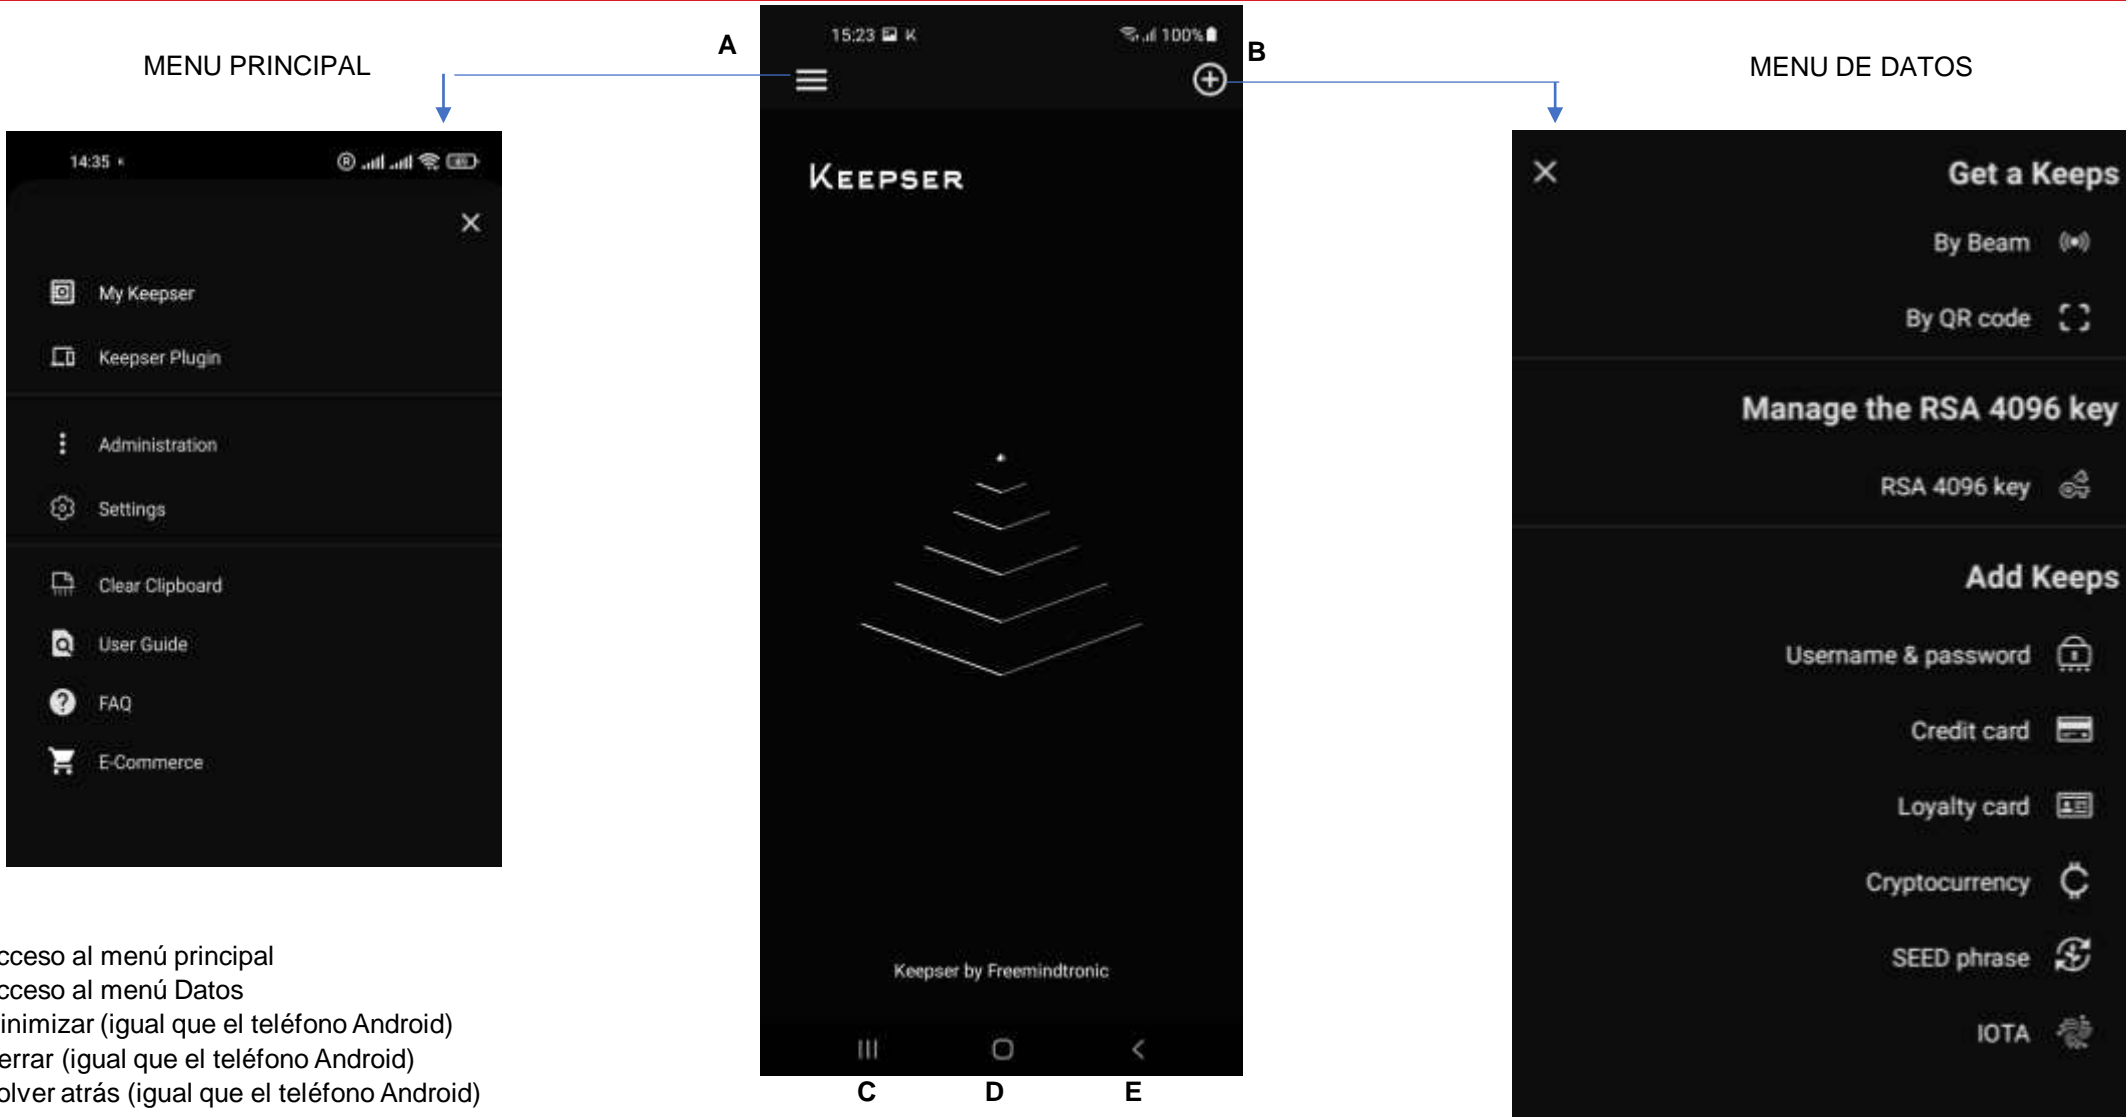 MENU PRINCIPAL
A
B
MENU DE DATOS
14:35
My Keepser
Keepser Plugin
Administration
Settings
Clear Clipboard
User Guide
FAQ
E-Commerce
15:23 K
100%
KEEPSER
Keepser by Freemindtronic
C D E
Get a Keeps
By Beam
By QR code
Manage the RSA 4096 key
RSA 4096 key
Add Keeps
Username & password
Credit card
Loyalty card
Cryptocurrency
SEED phrase
IOTA
cceso al menú principal
cceso al menú Datos
inimizar (igual que el teléfono Android)
errar (igual que el teléfono Android)
olver atrás (igual que el teléfono Android)